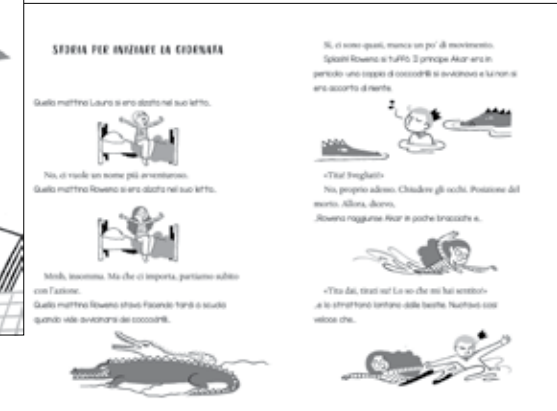 STORIA PER INIZIARE LA GIORNATA
Quella mattina Laura si era alzata nel suo letto..
No, ci vuole un nome più avventuroso.
Quella mattina Rowena si era alzata nel suo letto..
Mmh, insomma. Ma che ci importa, partiamo subito
con l'azione.
Quella mattina Rowena stava facendo tardi a scuola
quando vide avvicinarsi dei coccodrilli..
Sì, ci sono quasi, manca un po' di movimento.
Splash! Rowena si tuffò. Il principe Akar era in
pericolo: una coppia di coccodrilli si avvicinava e lui non si
era accorto di niente.
«Tita! Svegliati!»
No, proprio adesso. Chiudere gli occhi. Posizione del
morto. Allora, dicevo,
..Rowena raggiunse Akar in poche bracciate e..
«Tita dai, tirati su! Lo so che mi hai sentito!»
..e lo strattonò lontano dalle bestie. Nuotava così
veloce che..